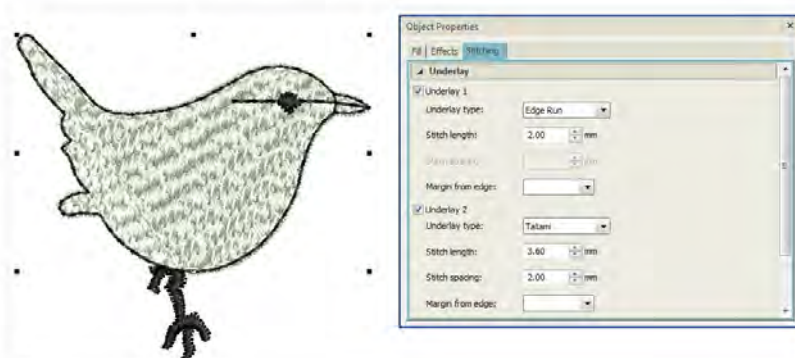 Object Properties
Fill | Effects Stitching
Underlay
Underlay 1
Underlay type: Edge Run
Stitch length: 2.00 mm
mm
Margin from edge:
Underlay 2
Underlay type: Tatami
Stitch length: 3.60 mm
Stitch spacing: 2.00 mm
Margin from edge: